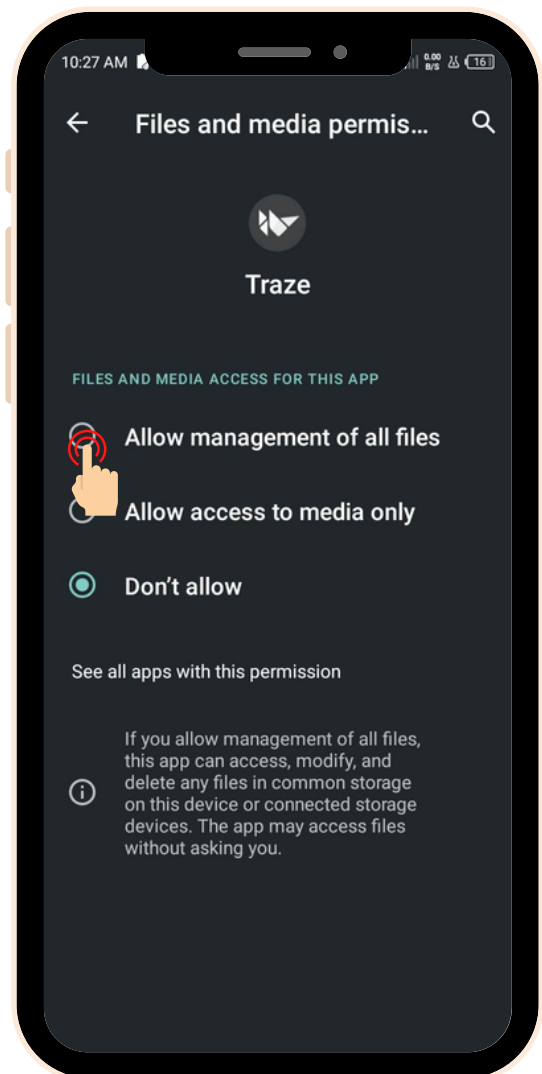 10:27 AM
0.00
B/S
16
Files and media permis...
Traze
FILES AND MEDIA ACCESS FOR THIS APP
Allow management of all files
Allow access to media only
Don't allow
See all apps with this permission
If you allow management of all files,
this app can access, modify, and
delete any files in common storage
on this device or connected storage
devices. The app may access files
without asking you.